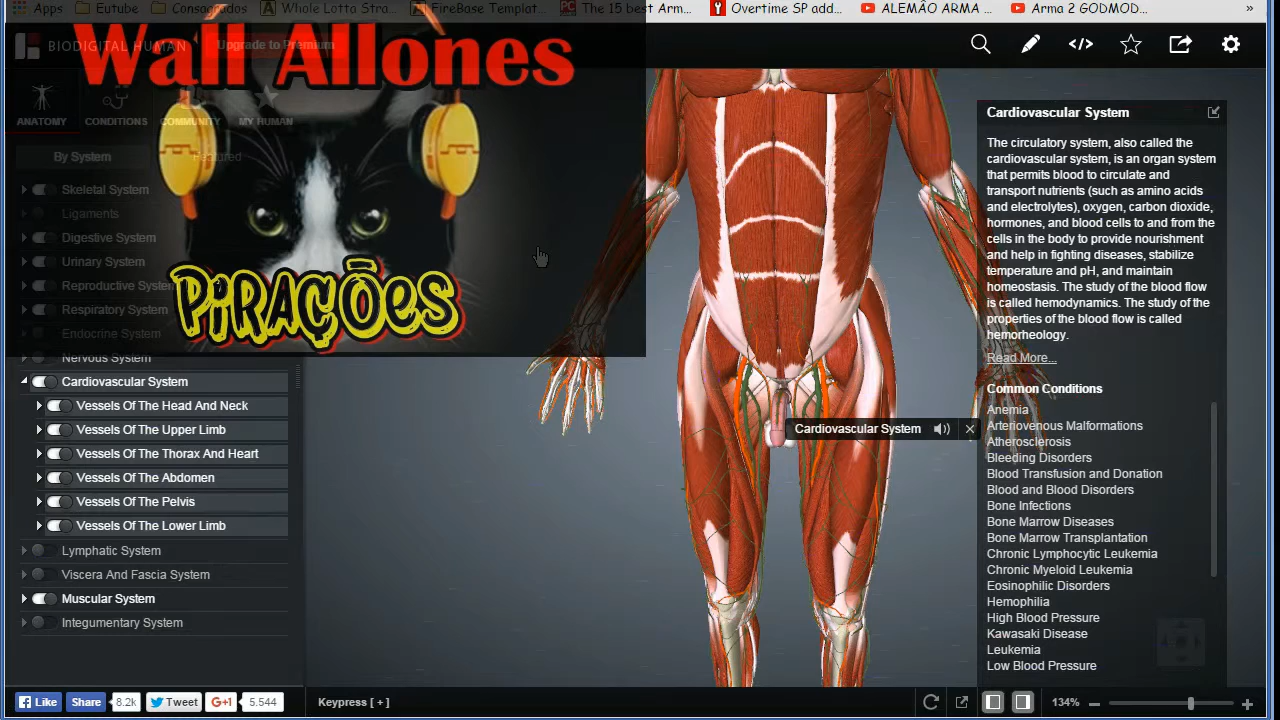 Apps
Eutube
Consagrados
Whole Lotta Stra...
FireBase Templat...
The 15 best Arm...
Overtime SP add...
ALEMÃO ARMA ...
Arma 2 GODMOD...
»
BIODIGITAL HUMAN
Upgrade to Premium
Wall Allones
ANATOMY
CONDITIONS
COMMUNITY
MY HUMAN
By System
Featured
Skeletal System
Ligaments
Digestive System
Urinary System
Reproductive System
Respiratory System
Endocrine System
Nervous System
PIRAÇÕES
Cardiovascular System
Vessels Of The Head And Neck
Vessels Of The Upper Limb
Vessels Of The Thorax And Heart
Vessels Of The Abdomen
Vessels Of The Pelvis
Vessels Of The Lower Limb
Lymphatic System
Viscera And Fascia System
Muscular System
Integumentary System
Cardiovascular System
Cardiovascular System
The circulatory system, also called the
cardiovascular system, is an organ system
that permits blood to circulate and
transport nutrients (such as amino acids
and electrolytes), oxygen, carbon dioxide,
hormones, and blood cells to and from the
cells in the body to provide nourishment
and help in fighting diseases, stabilize
temperature and pH, and maintain
homeostasis. The study of the blood flow
is called hemodynamics. The study of the
properties of the blood flow is called
hemorheology.
Read More...
Common Conditions
Anemia
Arteriovenous Malformations
Atherosclerosis
Bleeding Disorders
Blood Transfusion and Donation
Blood and Blood Disorders
Bone Infections
Bone Marrow Diseases
Bone Marrow Transplantation
Chronic Lymphocytic Leukemia
Chronic Myeloid Leukemia
Eosinophilic Disorders
Hemophilia
High Blood Pressure
Kawasaki Disease
Leukemia
Low Blood Pressure
Like
Share
8.2k
Tweet
G+1
5.544
Keypress [ + ]
134%